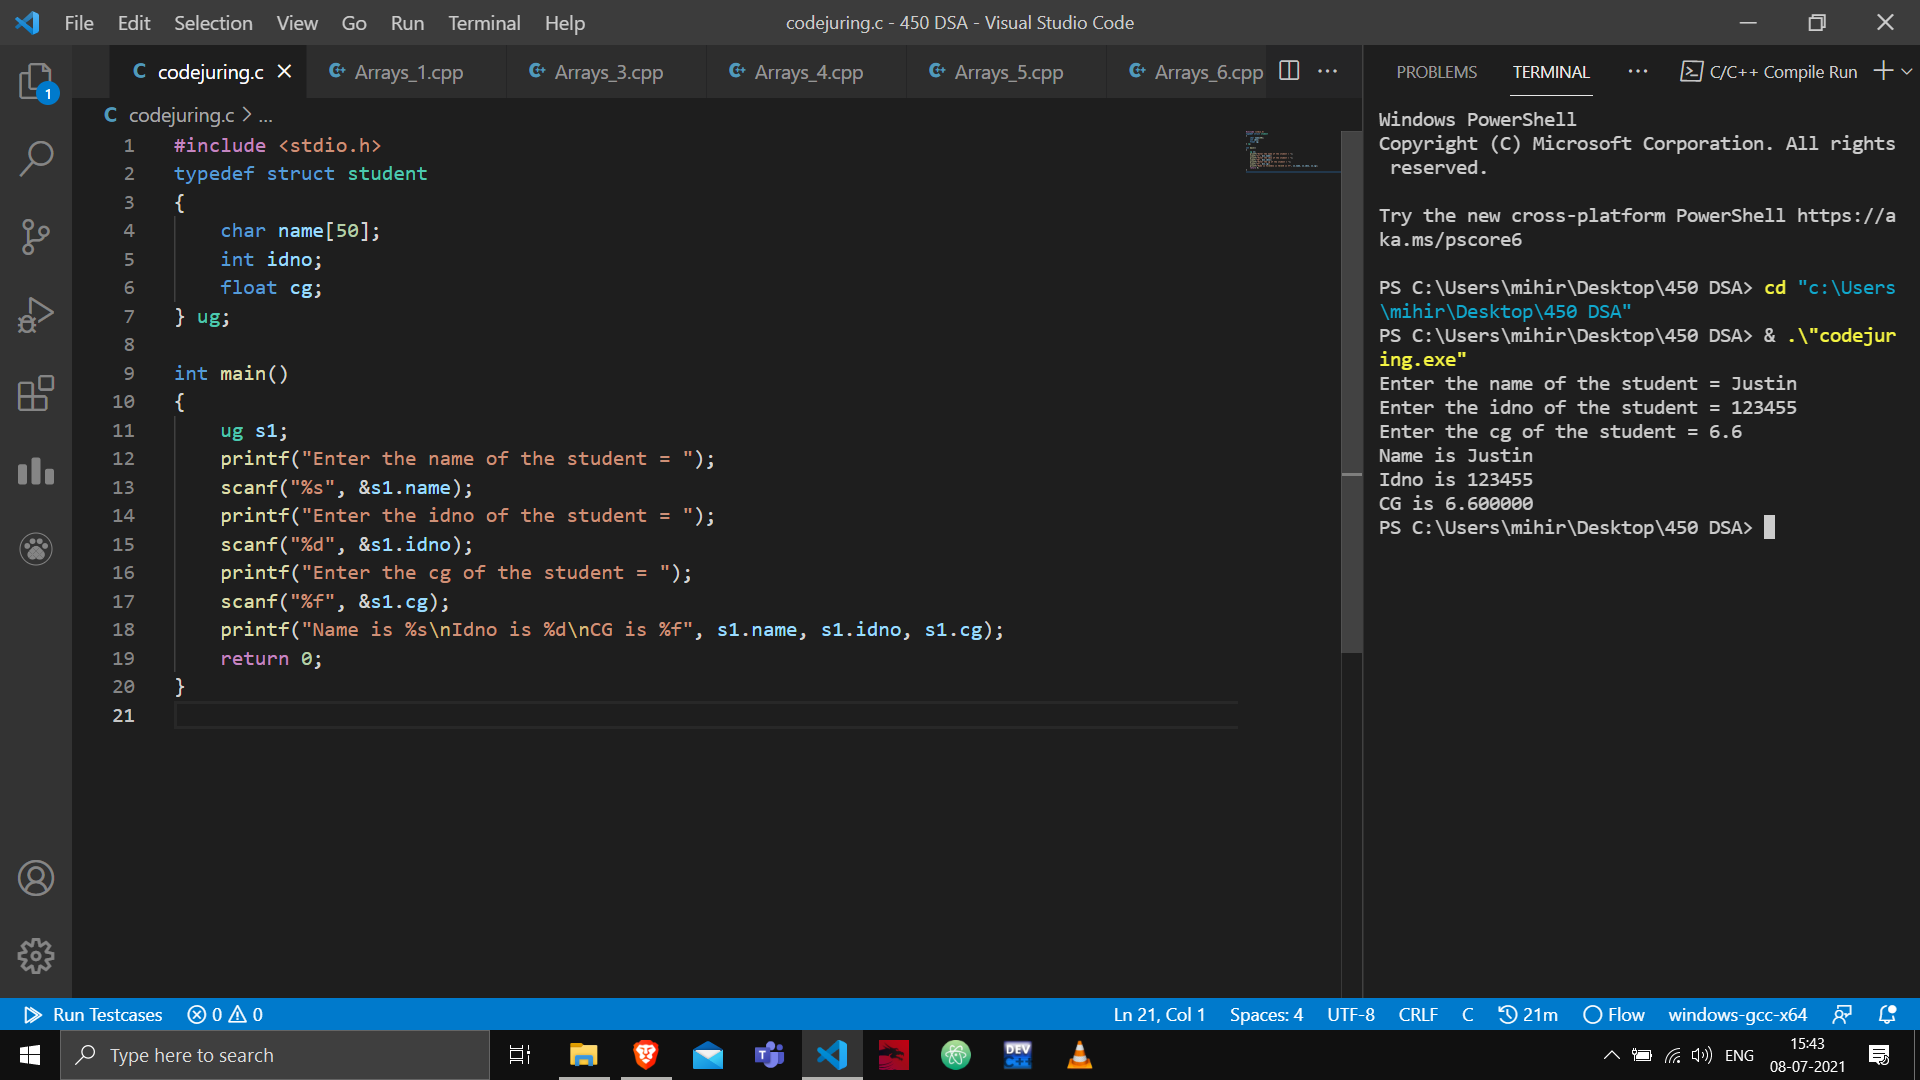 File Edit Selection View Go Run Terminal Help
codejuring.c - 450 DSA - Visual Studio Code
1
codejuring.c
Arrays_1.cpp
Arrays_3.cpp
Arrays_4.cpp
Arrays_5.cpp
Arrays_6.cpp
C codejuring.c > ...
1 #include <stdio.h>
2 typedef struct student
3 {
4 char name[50];
5 int idno;
6 float cg;
7 } ug;
8
9 int main()
10 {
11 ug s1;
12 printf("Enter the name of the student = ");
13 scanf("%s", &s1.name);
14 printf("Enter the idno of the student = ");
15 scanf("%d", &s1.idno);
16 printf("Enter the cg of the student = ");
17 scanf("%f", &s1.cg);
18 printf("Name is %s\nIdno is %d\nCG is %f", s1.name, s1.idno, s1.cg);
19 return 0;
20 }
21
PROBLEMS TERMINAL ··· C/C++ Compile Run
Windows PowerShell
Copyright (C) Microsoft Corporation. All rights
reserved.
Try the new cross-platform PowerShell https://a
ka.ms/pscore6
PS C:\Users\mihir\Desktop\450 DSA> cd "c:\Users
\mihir\Desktop\450 DSA"
PS C:\Users\mihir\Desktop\450 DSA> & .\"codejur
ing.exe"
Enter the name of the student = Justin
Enter the idno of the student = 123455
Enter the cg of the student = 6.6
Name is Justin
Idno is 123455
CG is 6.600000
PS C:\Users\mihir\Desktop\450 DSA>
Run Testcases 0 0
Ln 21, Col 1 Spaces: 4 UTF-8 CRLF C 21m Flow windows-gcc-x64
Type here to search
DEV C++
ENG
15:43
08-07-2021